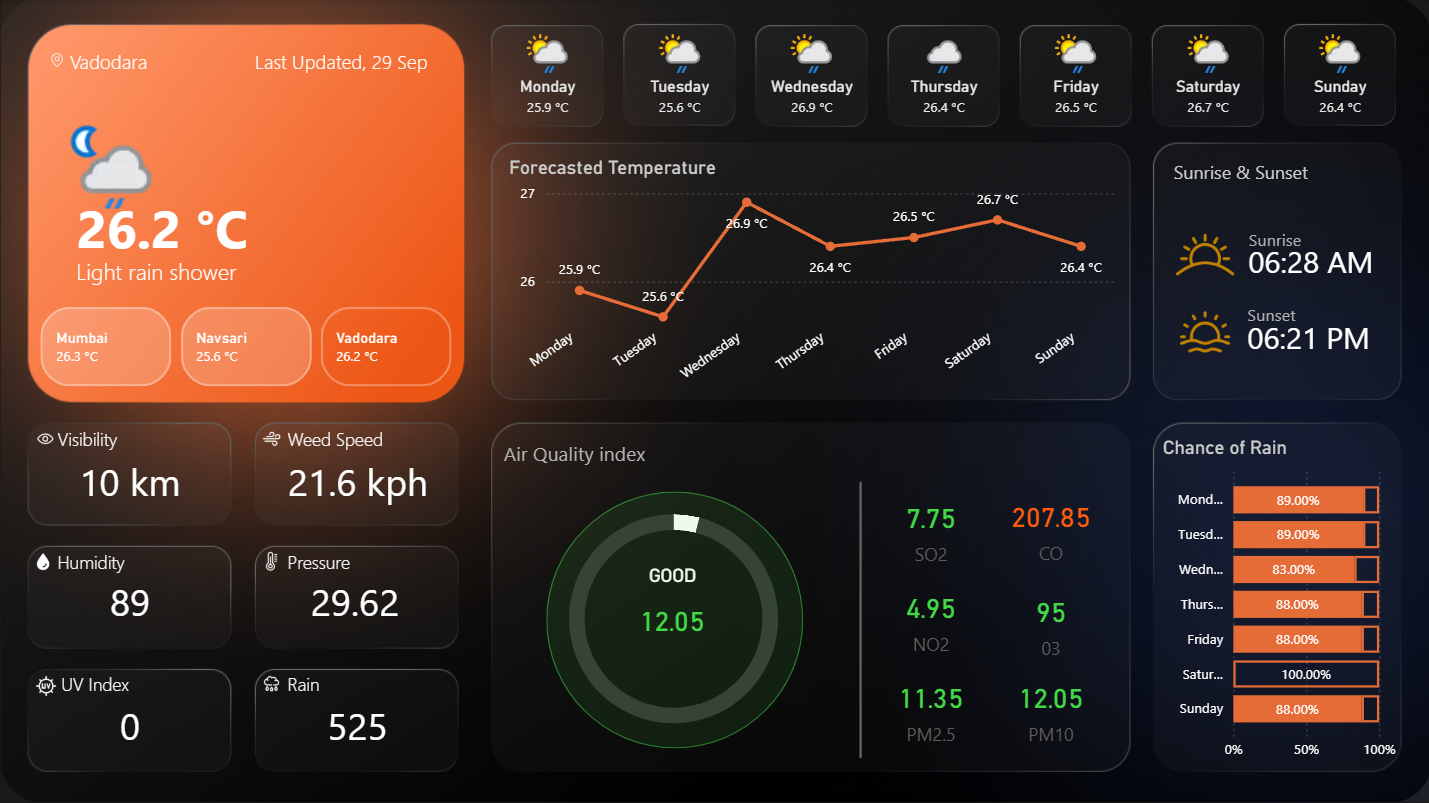 Vadodara
Last Updated, 29 Sep
26.2 °C
Light rain shower
Mumbai
26.3 °C
Navsari
25.6 °C
Vadodara
26.2 °C
Monday
25.9 °C
Tuesday
25.6 °C
Wednesday
26.9 °C
Thursday
26.4 °C
Friday
26.5 °C
Saturday
26.7 °C
Sunday
26.4 °C
Forecasted Temperature
27
26
25.9 °C
25.6 °C
26.9 °C
26.4 °C
26.5 °C
26.7 °C
26.4 °C
Monday
Tuesday
Wednesday
Thursday
Friday
Saturday
Sunday
Sunrise & Sunset
Sunrise
06:28 AM
Sunset
06:21 PM
Visibility
10 km
Weed Speed
21.6 kph
Humidity
89
Pressure
29.62
UV
UV Index
0
Rain
525
Air Quality index
GOOD
12.05
7.75
SO2
207.85
CO
4.95
NO2
95
03
11.35
PM2.5
12.05
PM10
Chance of Rain
Mond... 89.00%
Tuesd... 89.00%
Wedn... 83.00%
Thurs... 88.00%
Friday 88.00%
Satur... 100.00%
Sunday 88.00%
0% 50% 100%